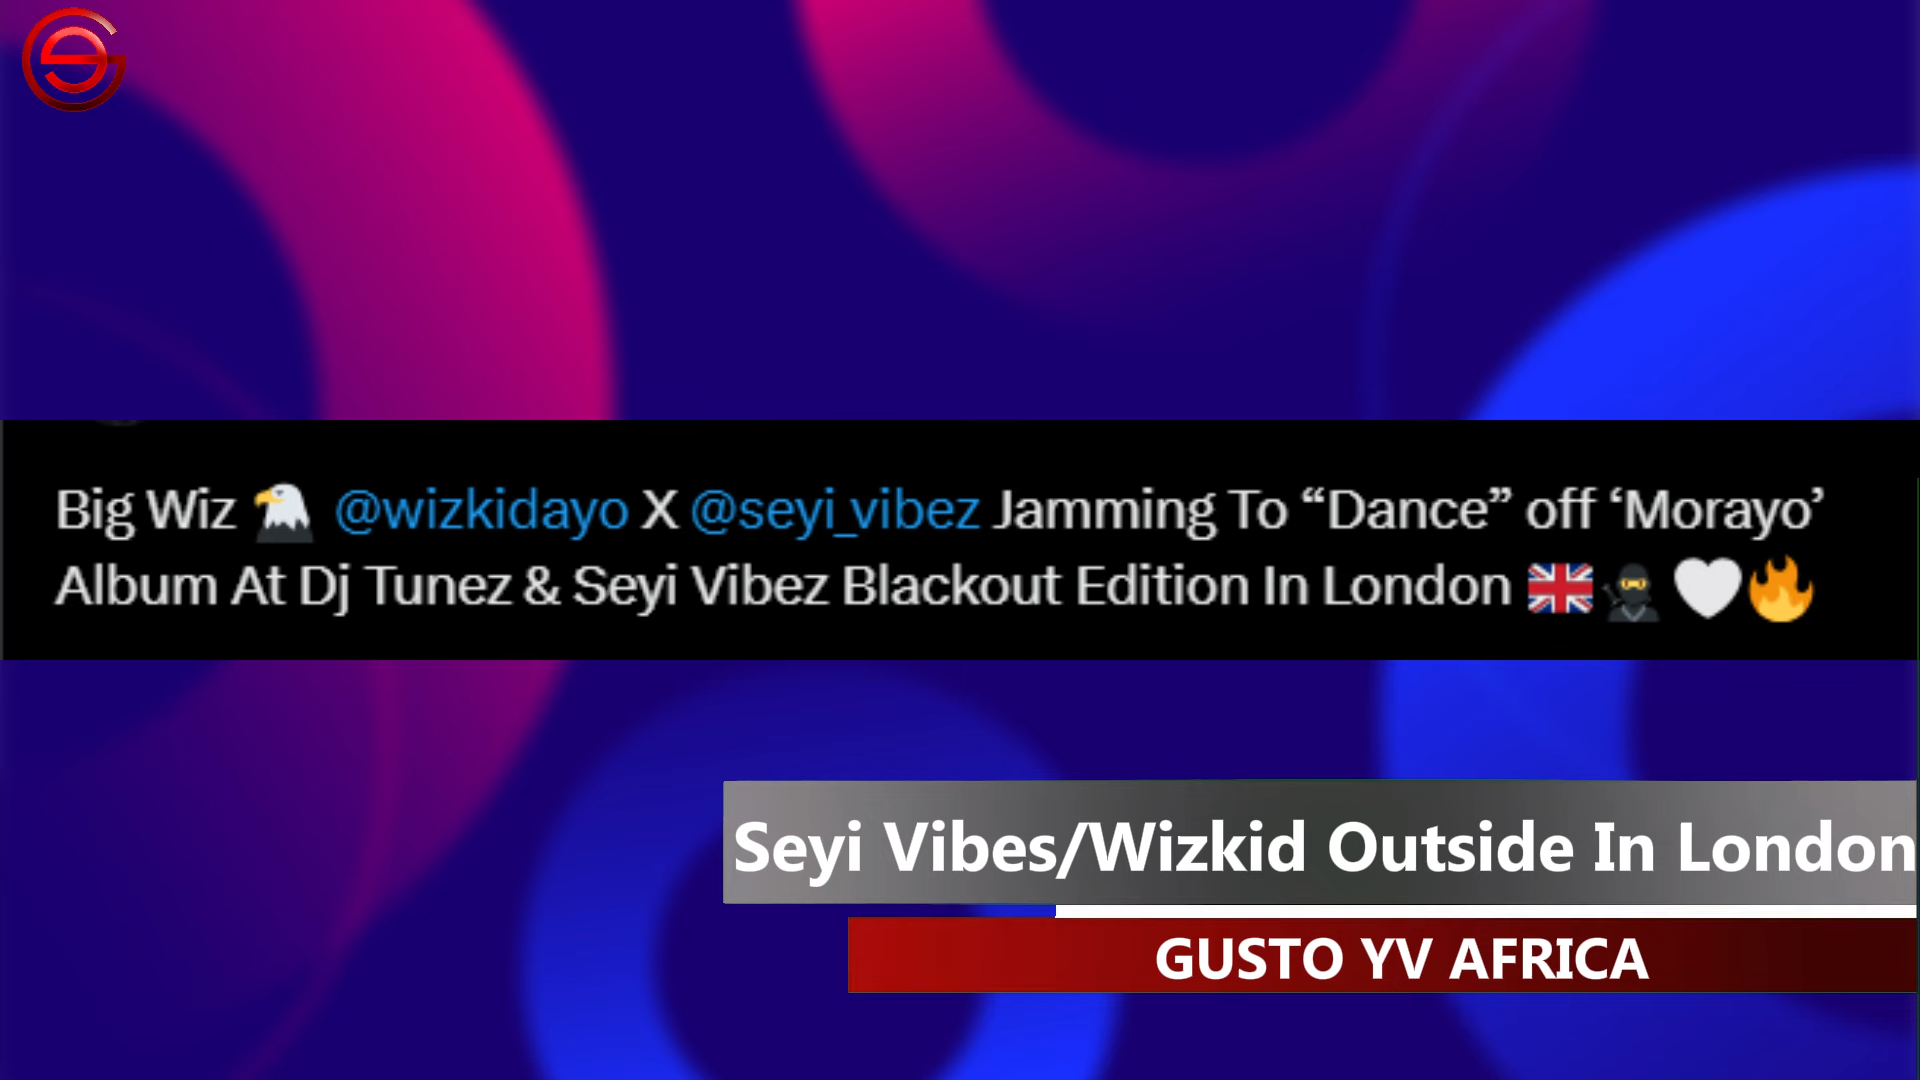 Big Wiz 🦅 @wizkidayo X @seyi_vibez Jamming To “Dance” off ‘Morayo’
Album At Dj Tunez & Seyi Vibez Blackout Edition In London 🇬🇧🥷🤍🔥
Seyi Vibes/Wizkid Outside In London
GUSTO YV AFRICA